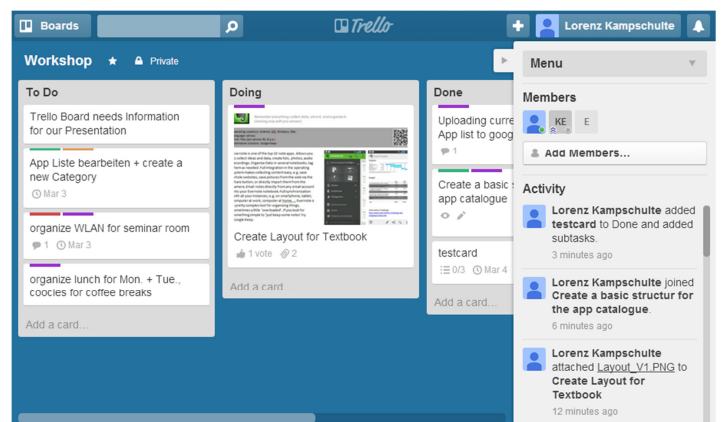 Boards
Trello
Lorenz Kampschulte
Workshop
Private
To Do
Trello Board needs Information
for our Presentation
App Liste bearbeiten + create a
new Category
Mar 3
organize WLAN for seminar room
1 Mar 3
organize lunch for Mon. + Tue.,
coocies for coffee breaks
Add a card...
Doing
Create Layout for Textbook
1 vote 2
Add a card
Done
Uploading curre
App list to goog
1
Create a basic s
app catalogue
testcard
0/3 Mar 4
Add a card...
Menu
Members
KE E
Add Members...
Activity
Lorenz Kampschulte added
testcard to Done and added
subtasks.
3 minutes ago
Lorenz Kampschulte joined
Create a basic structur for
the app catalogue.
6 minutes ago
Lorenz Kampschulte
attached Layout_V1.PNG to
Create Layout for
Textbook
12 minutes ago